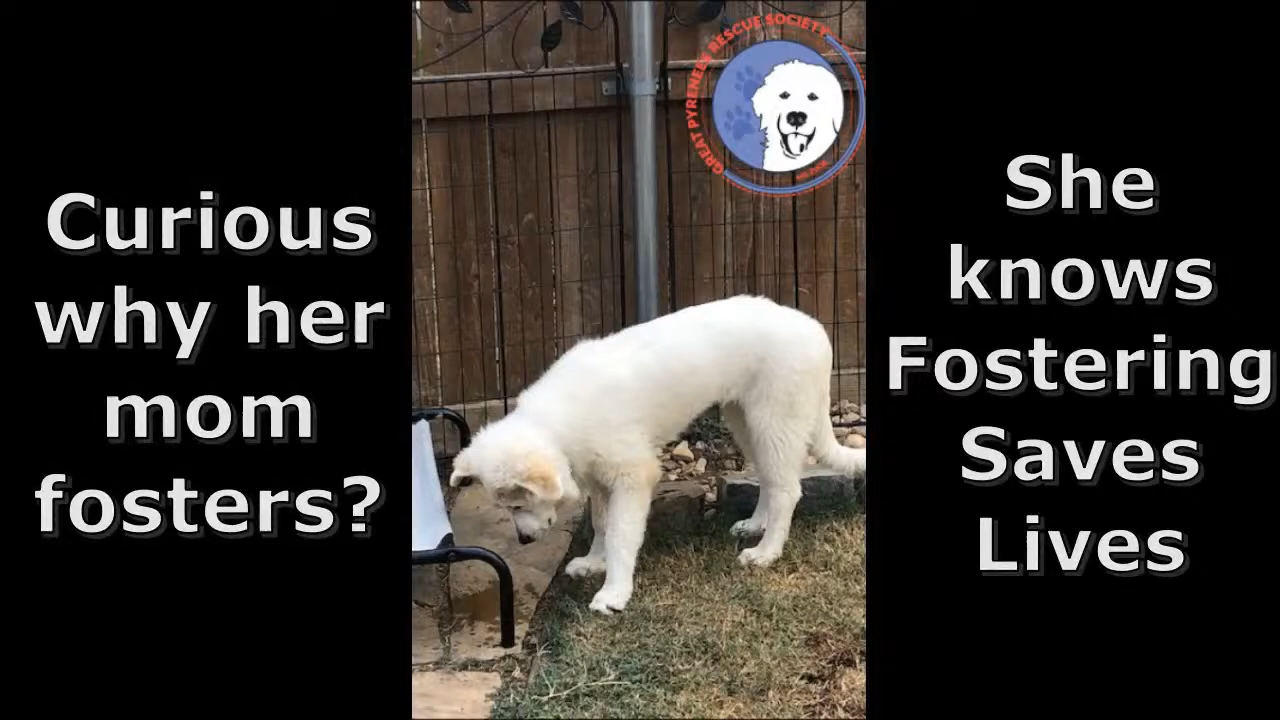 Curious
why her
mom
fosters?
GREAT PYRENEES RESCUE SOCIETY
She
knows
Fostering
Saves
Lives